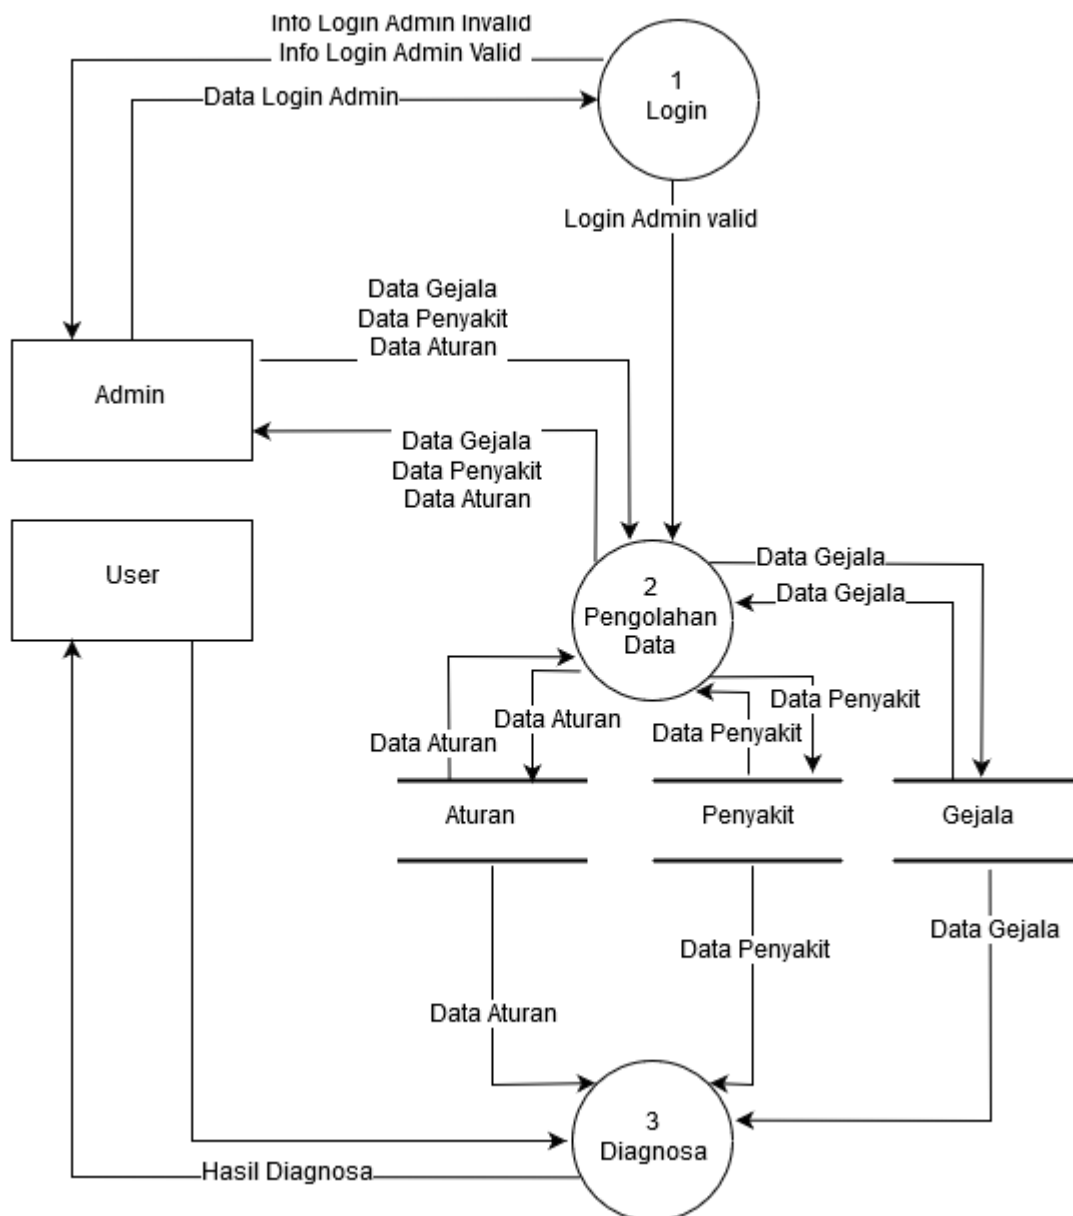 Info Login Admin Invalid
Info Login Admin Valid
1
Login
Data Login Admin
Login Admin valid
Data Gejala
Data Penyakit
Data Aturan
Admin
Data Gejala
Data Penyakit
Data Aturan
User
2
Pengolahan
Data
Data Gejala
Data Gejala
Data Penyakit
Data Aturan
Data Penyakit
Data Aturan
Aturan
Penyakit
Gejala
Data Gejala
Data Penyakit
Data Aturan
3
Diagnosa
Hasil Diagnosa